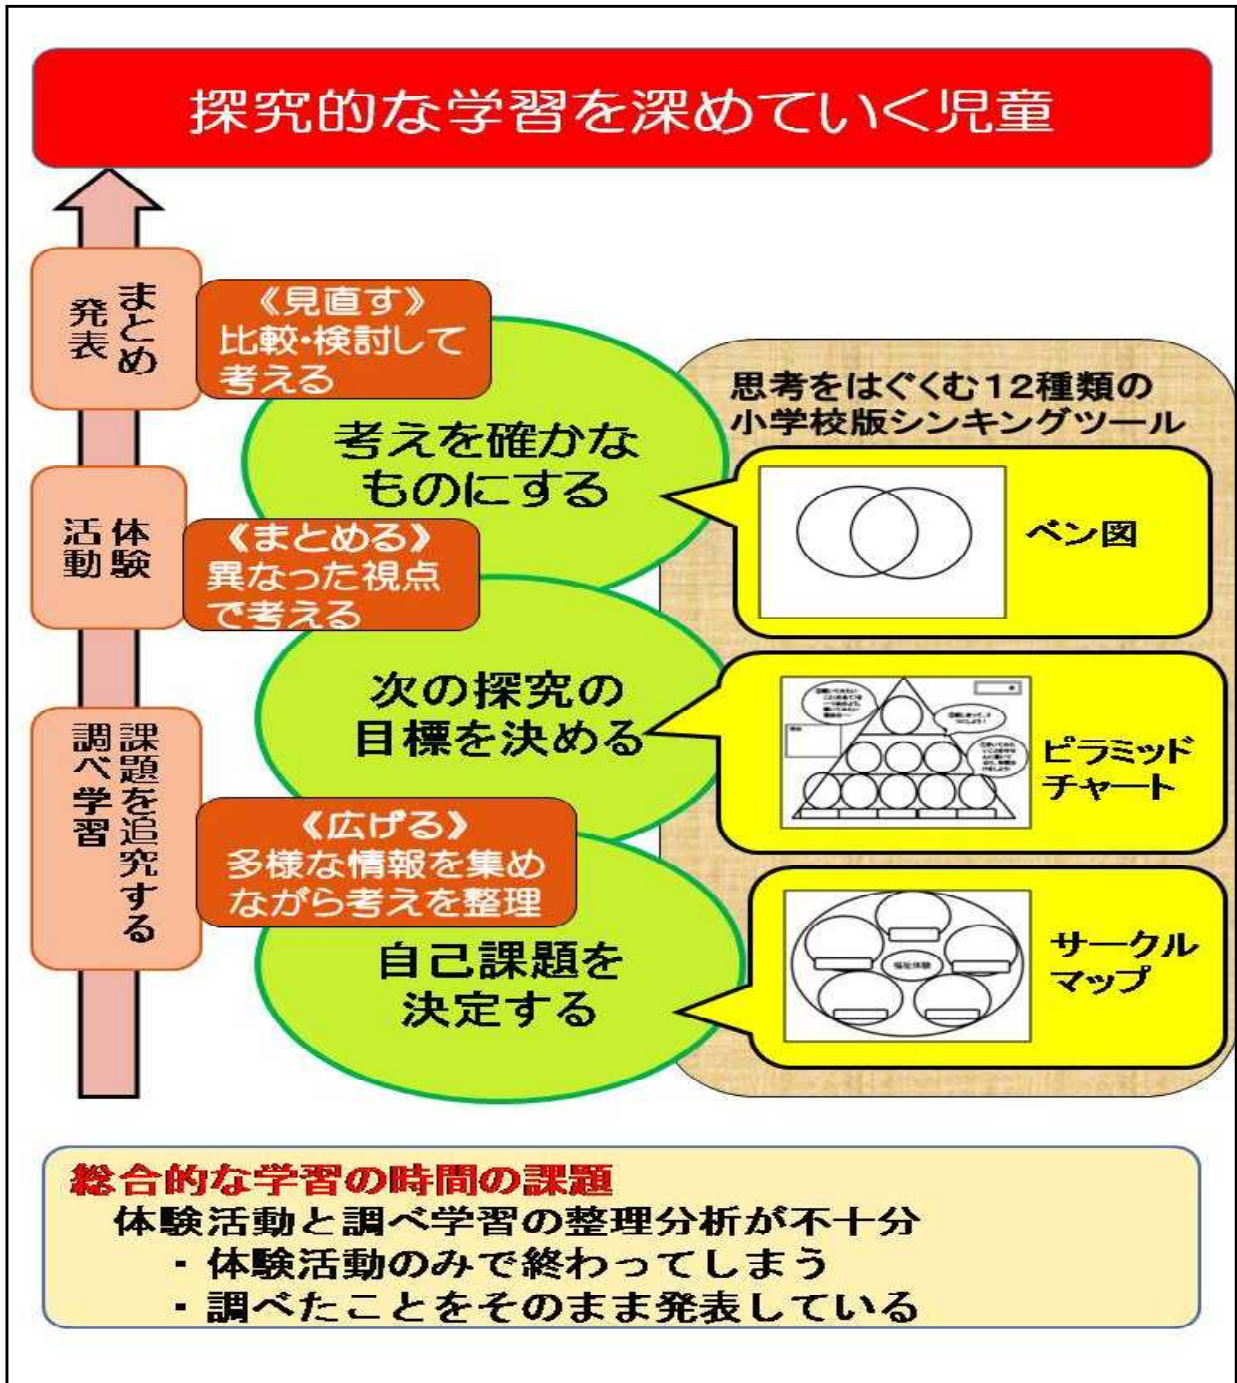 探究的な学習を深めていく児童
まとめ
発表
《見直す》
比較・検討して
考える
考えを確かな
ものにする
思考をはぐくむ12種類の
小学校版シンキングツール
ベン図
体験
活動
《まとめる》
異なった視点
で考える
次の探究の
目標を決める
ピラミッド
チャート
課題を追究する
調べ学習
《広げる》
多様な情報を集め
ながら考えを整理
自己課題を
決定する
福祉体験
サークル
マップ
総合的な学習の時間の課題
体験活動と調べ学習の整理分析が不十分
・体験活動のみで終わってしまう
・調べたことをそのまま発表している